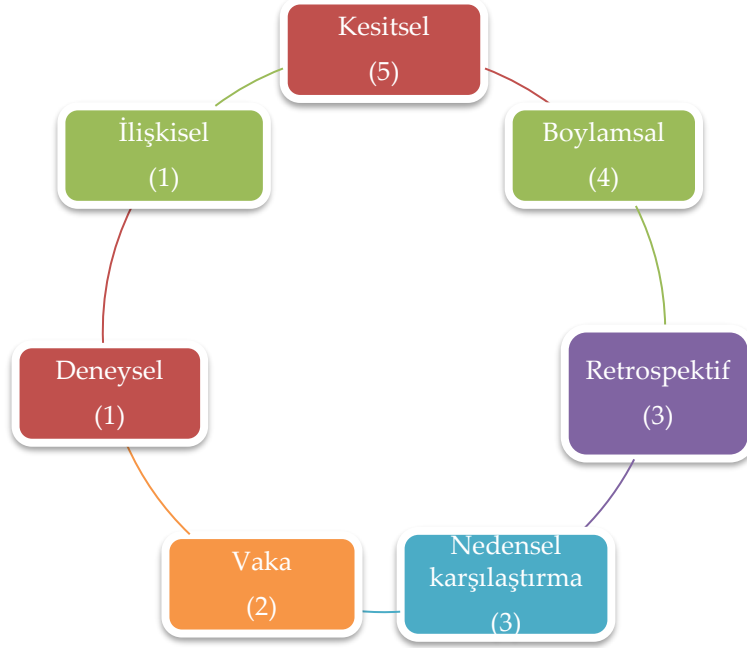 Kesitsel
(5)
Boylamsal
(4)
Retrospektif
(3)
Nedensel
karşılaştırma
(3)
Vaka
(2)
Deneysel
(1)
İlişkisel
(1)